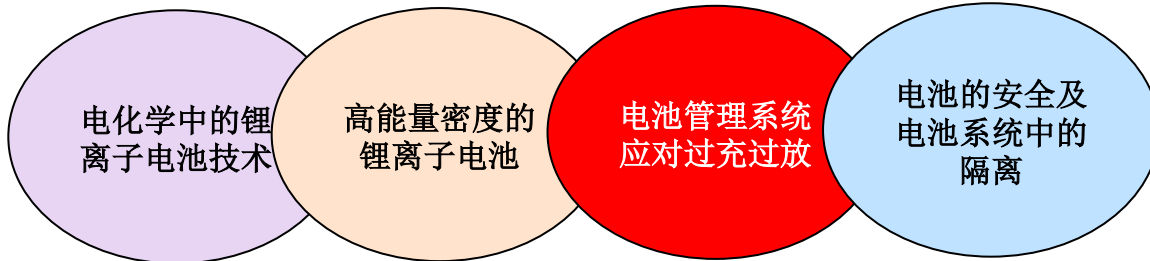 电化学中的锂
离子电池技术
高能量密度的
锂离子电池
电池管理系统
应对过充过放
电池的安全及
电池系统中的
隔离